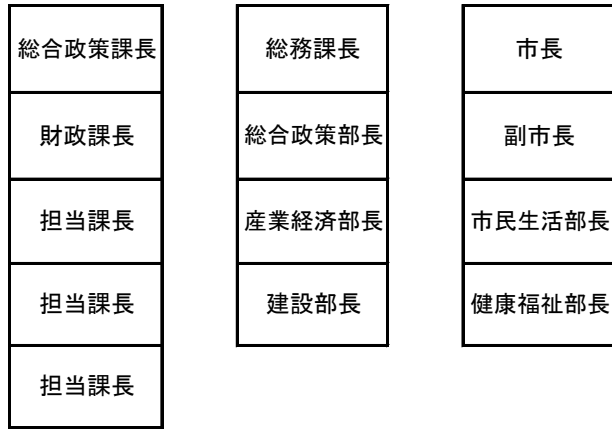 総合政策課長
財政課長
担当課長
担当課長
担当課長
総務課長
総合政策部長
産業経済部長
建設部長
市長
副市長
市民生活部長
健康福祉部長